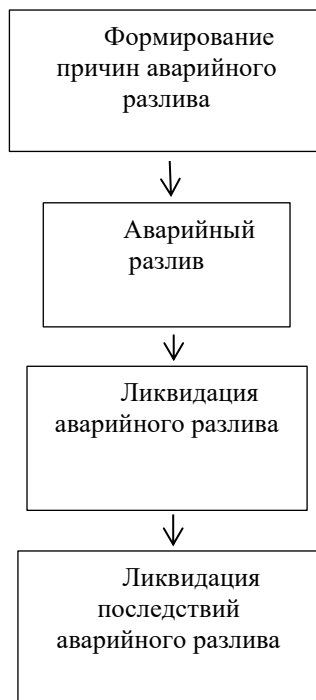 Формирование
причин аварийного
разлива
Аварийный
разлив
Ликвидация
аварийного разлива
Ликвидация
последствий
аварийного разлива